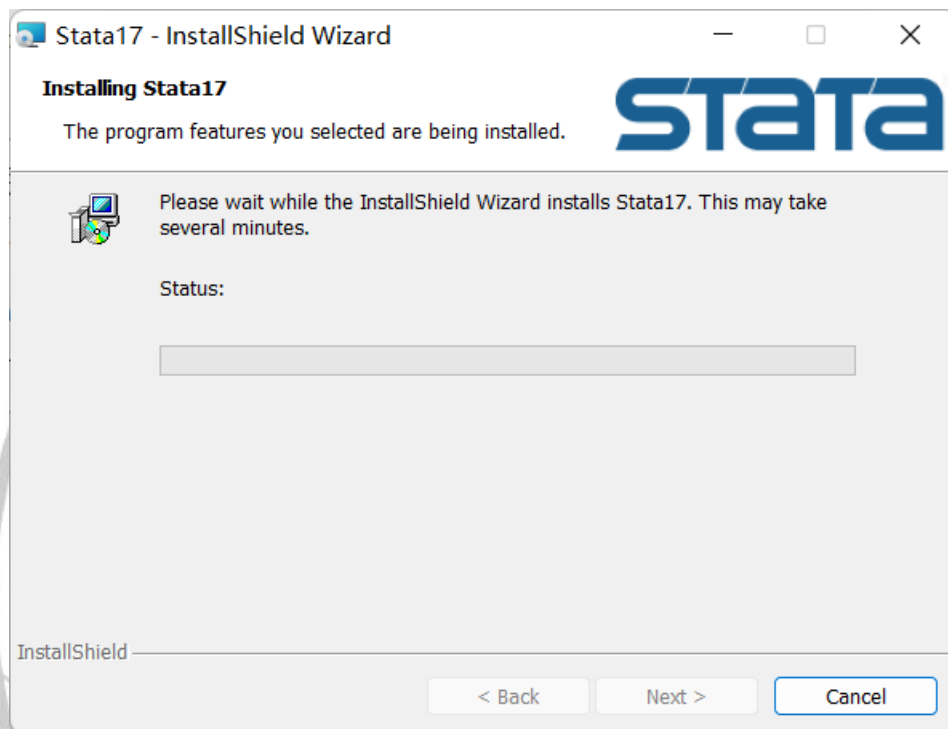 Stata17 - InstallShield Wizard
Installing Stata17
The program features you selected are being installed.
STATA
Please wait while the InstallShield Wizard installs Stata17. This may take
several minutes.
Status:
InstallShield
< Back
Next >
Cancel